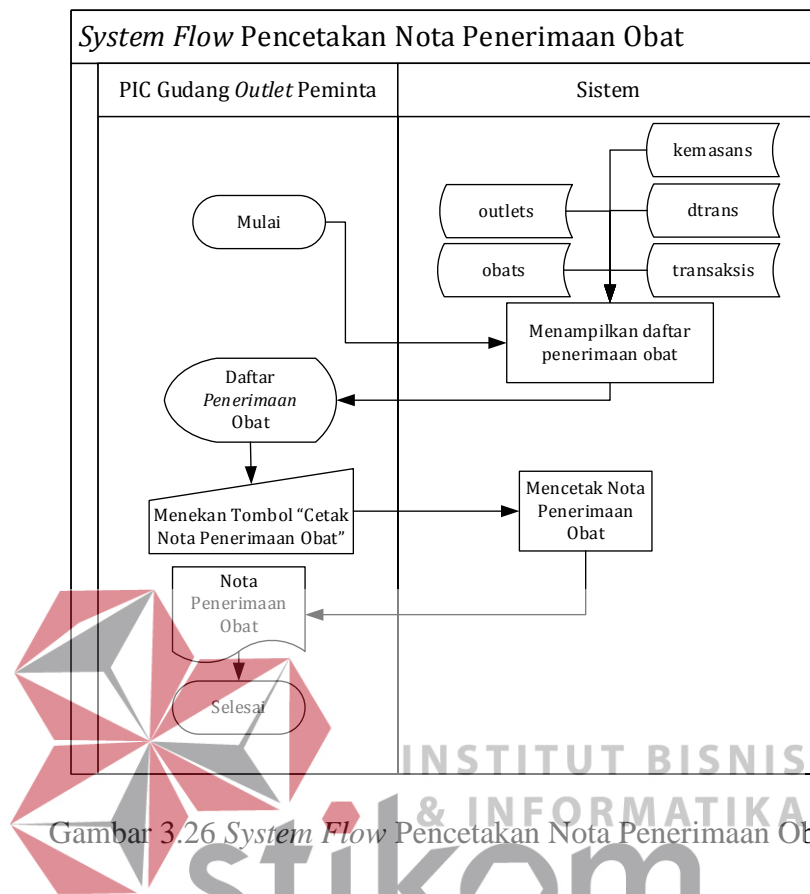 System Flow Pencetakan Nota Penerimaan Obat
PIC Gudang Outlet Peminta
Sistem
kemasans
outlets
dtrans
obats
transaksis
Mulai
Menampilkan daftar
penerimaan obat
Daftar
Penerimaan
Obat
Menekan Tombol “Cetak
Nota Penerimaan Obat”
Mencetak Nota
Penerimaan
Obat
Nota
Penerimaan
Obat
Selesai
INSTITUT BISNIS
& INFORMATIKA
Gambar 3.26 System Flow Pencetakan Nota Penerimaan Ob
stikom